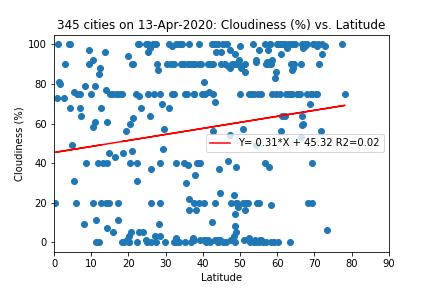 345 cities on 13-Apr-2020: Cloudiness (%) vs. Latitude
100
80
60
40
20
0
Cloudiness (%)
Y= 0.31*X + 45.32 R2=0.02
0 10 20 30 40 50 60 70 80 90
Latitude